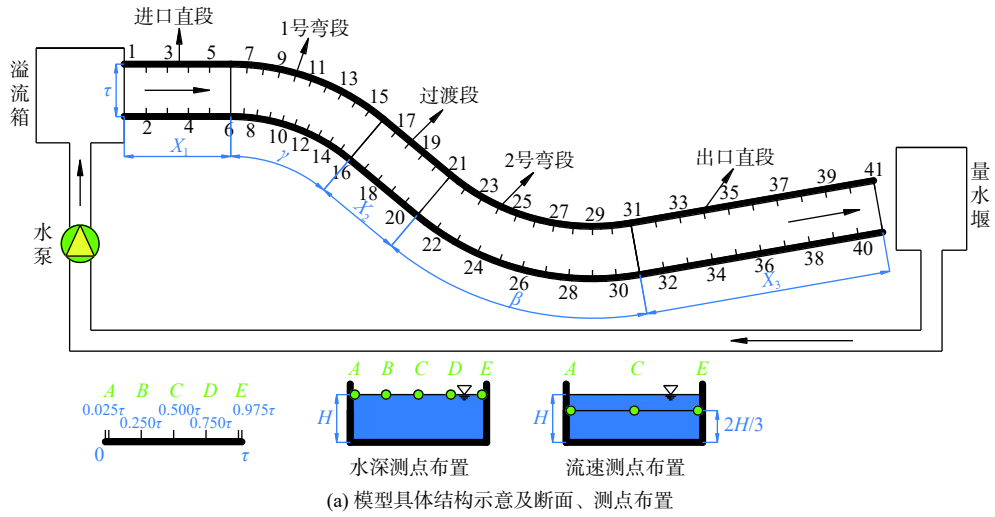 进口直段
1号弯段
过渡段
2号弯段
出口直段
溢流箱
水泵
量水堰
1 3 5 7 9 11 13 15 17 19 21 23 25 27 29 31 33 35 37 39 41
2 4 6 8 10 12 14 16 18 20 22 24 26 28 30 32 34 36 38 40
τ
X₁
γ
X₂
β
X₃
A B C D E
0.025τ 0.500τ 0.975τ
0.250τ 0.750τ
0 τ
A B C D E
H
水深测点布置
A C E
H
2H/3
流速测点布置
(a) 模型具体结构示意及断面、测点布置